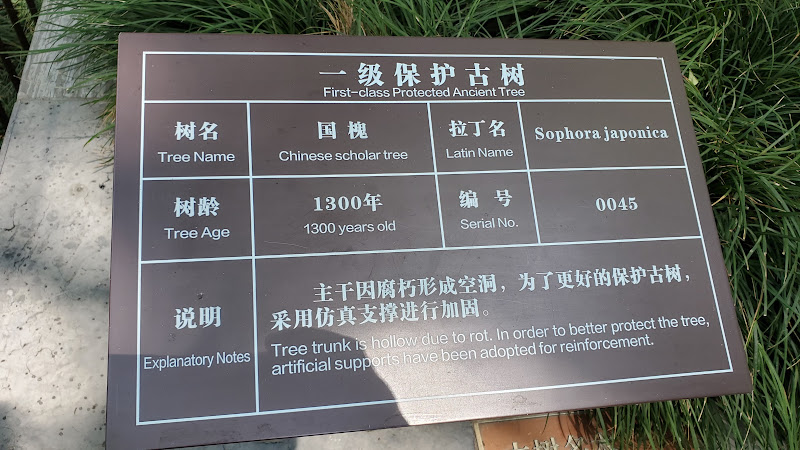 一级保护古树
First-class Protected Ancient Tree
树名
Tree Name
国槐
Chinese scholar tree
拉丁名
Latin Name
Sophora japonica
树龄
Tree Age
1300年
1300 years old
编号
Serial No.
0045
说明
Explanatory Notes
主干因腐朽形成空洞，为了更好的保护古树，
采用仿真支撑进行加固。
Tree trunk is hollow due to rot. In order to better protect the tree,
artificial supports have been adopted for reinforcement.